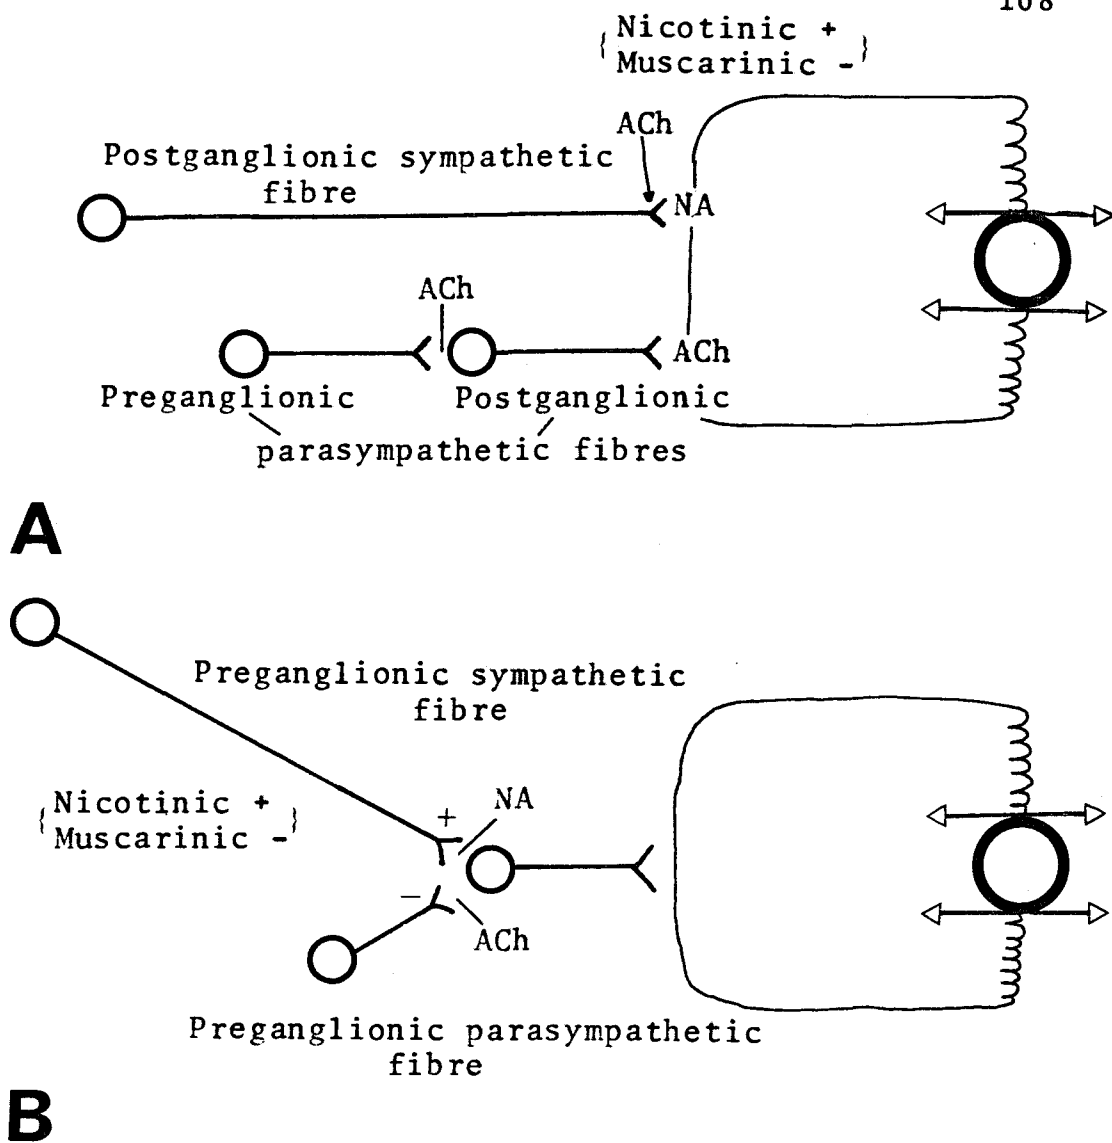 108
Nicotinic +
Muscarinic -
ACh
Postganglionic sympathetic
fibre
NA
ACh
ACh
Preganglionic
Postganglionic
parasympathetic fibres
A
Preganglionic sympathetic
fibre
Nicotinic +
Muscarinic -
+
NA
-
ACh
Preganglionic parasympathetic
fibre
B